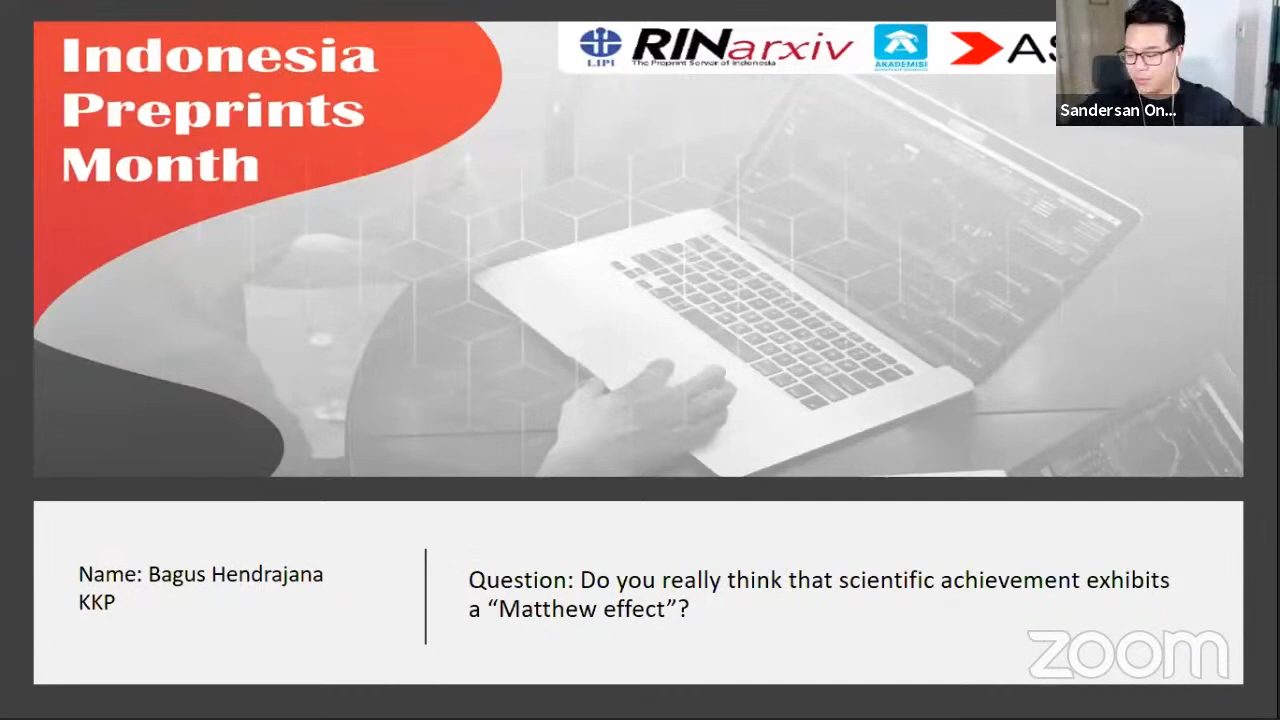 Indonesia
Preprints
Month
LIPI
RINarxiv
The Preprint Server of Indonesia
AKADEMISI
AS
Sandersan On...
Name: Bagus Hendrajana
KKP
Question: Do you really think that scientific achievement exhibits
a “Matthew effect”?
zoom